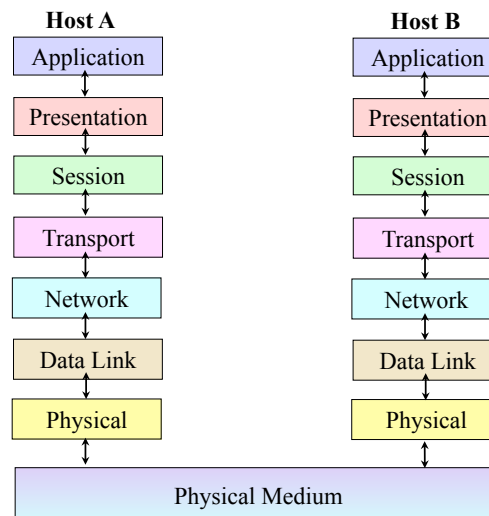 Host A
Host B
Application
Application
Presentation
Presentation
Session
Session
Transport
Transport
Network
Network
Data Link
Data Link
Physical
Physical
Physical Medium